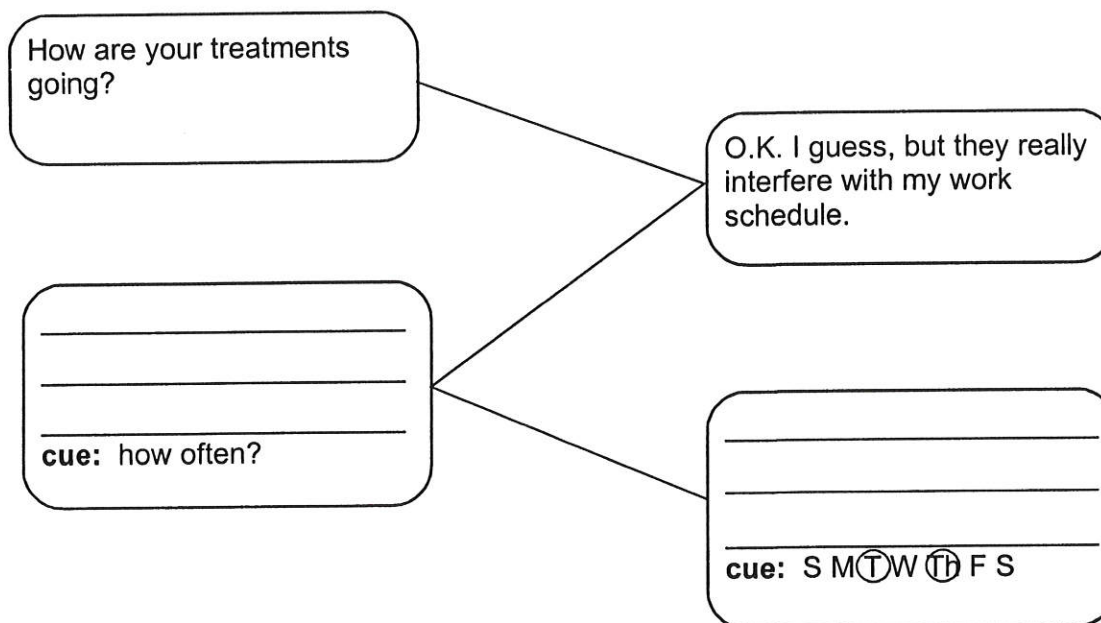 How are your treatments
going?
O.K. I guess, but they really
interfere with my work
schedule.
cue: how often?
cue: S M T W Th F S